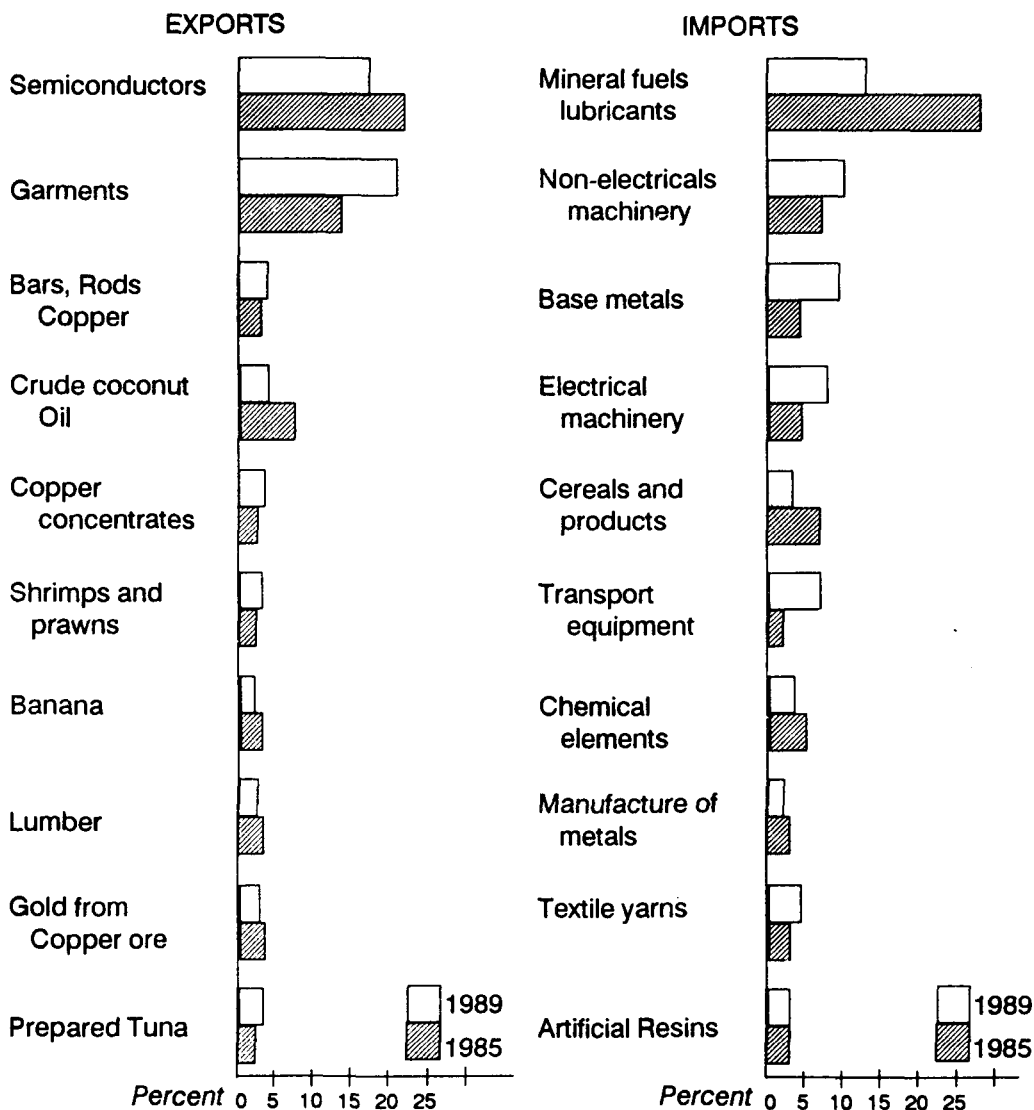 EXPORTS
Semiconductors
Garments
Bars, Rods
Copper
Crude coconut
Oil
Copper
concentrates
Shrimps and
prawns
Banana
Lumber
Gold from
Copper ore
Prepared Tuna
1989
1985
Percent 0 5 10 15 20 25
IMPORTS
Mineral fuels
lubricants
Non-electricals
machinery
Base metals
Electrical
machinery
Cereals and
products
Transport
equipment
Chemical
elements
Manufacture of
metals
Textile yarns
Artificial Resins
1989
1985
Percent 0 5 10 15 20 25